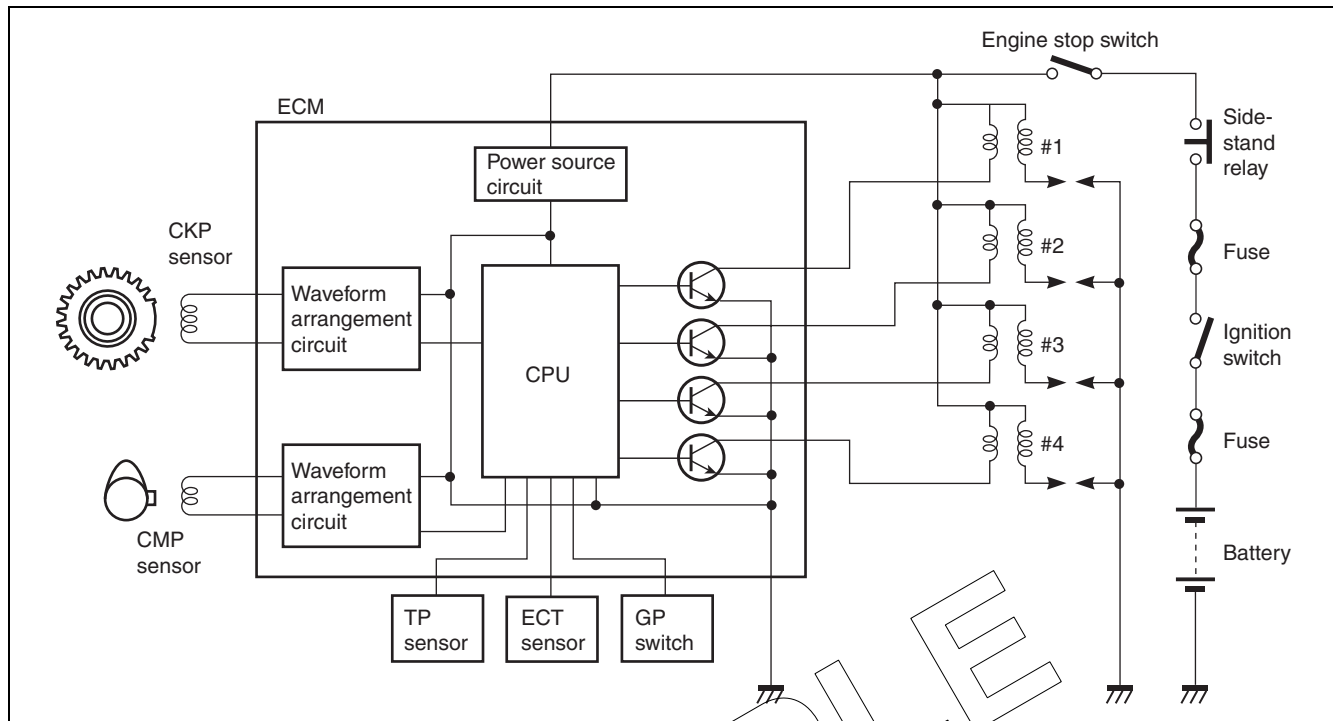 Engine stop switch
ECM
Side-
stand
relay
Power source
circuit
#1
CKP
sensor
#2
Fuse
Waveform
arrangement
circuit
CPU
#3
Ignition
switch
#4
Fuse
Waveform
arrangement
circuit
CMP
sensor
Battery
TP
sensor
ECT
sensor
GP
switch